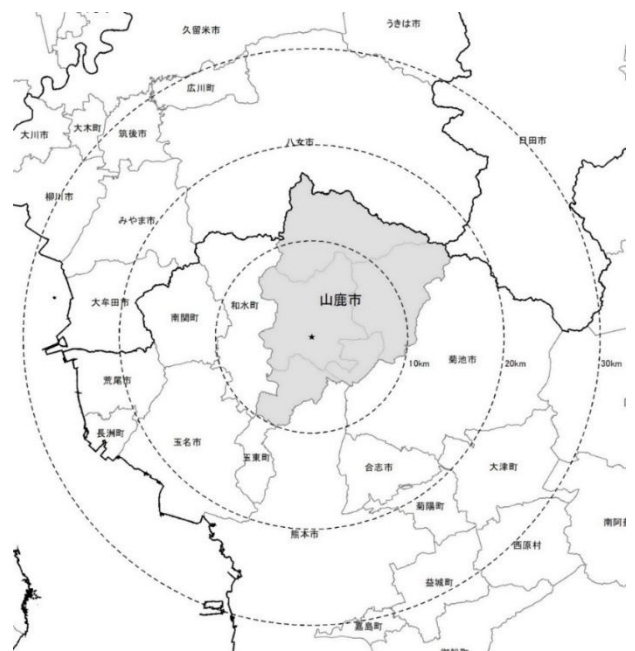 久留米市
うきは市
広川町
大川市
大木町
筑後市
八女市
日田市
柳川市
みやま市
大牟田市
南関町
和水町
山鹿市
菊池市
10km
20km
30km
荒尾市
長洲町
玉名市
玉東町
合志市
大津町
菊陽町
熊本市
西原村
益城町
嘉島町